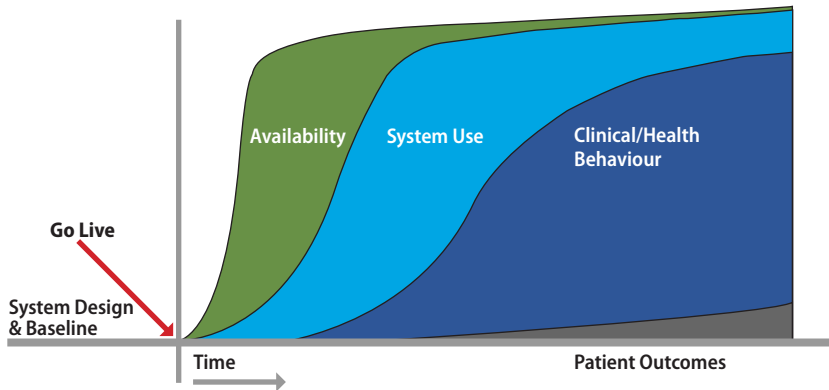 Availability
System Use
Clinical/Health
Behaviour
Go Live
System Design
& Baseline
Time
Patient Outcomes